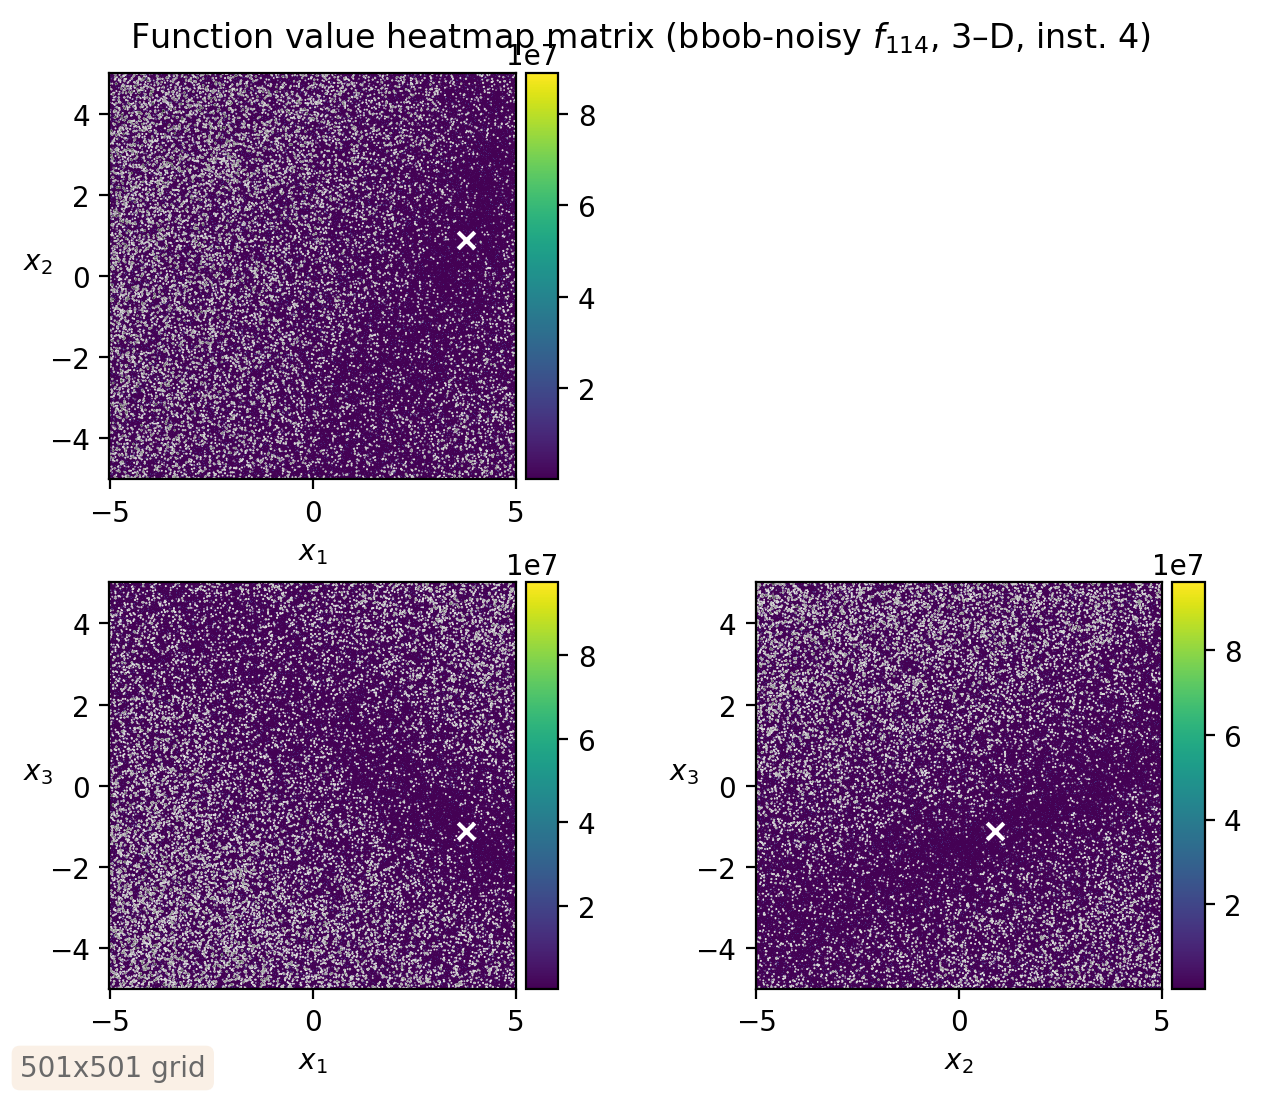 Function value heatmap matrix (bbob-noisy f₁₁₄, 3–D, inst. 4)
1e7
4
2
0
−2
−4
x₂
8
6
4
2
−5 0 5
x₁
1e7
1e7
4
2
0
−2
−4
x₃
8
6
4
2
4
2
0
−2
−4
x₃
8
6
4
2
−5 0 5
−5 0 5
x₁
x₂
501x501 grid